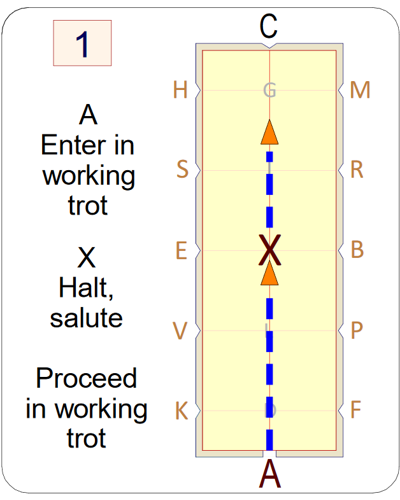 1
A
Enter in
working
trot
X
Halt,
salute
Proceed
in working
trot
C
H G M
S R
E X B
V L P
K D F
A